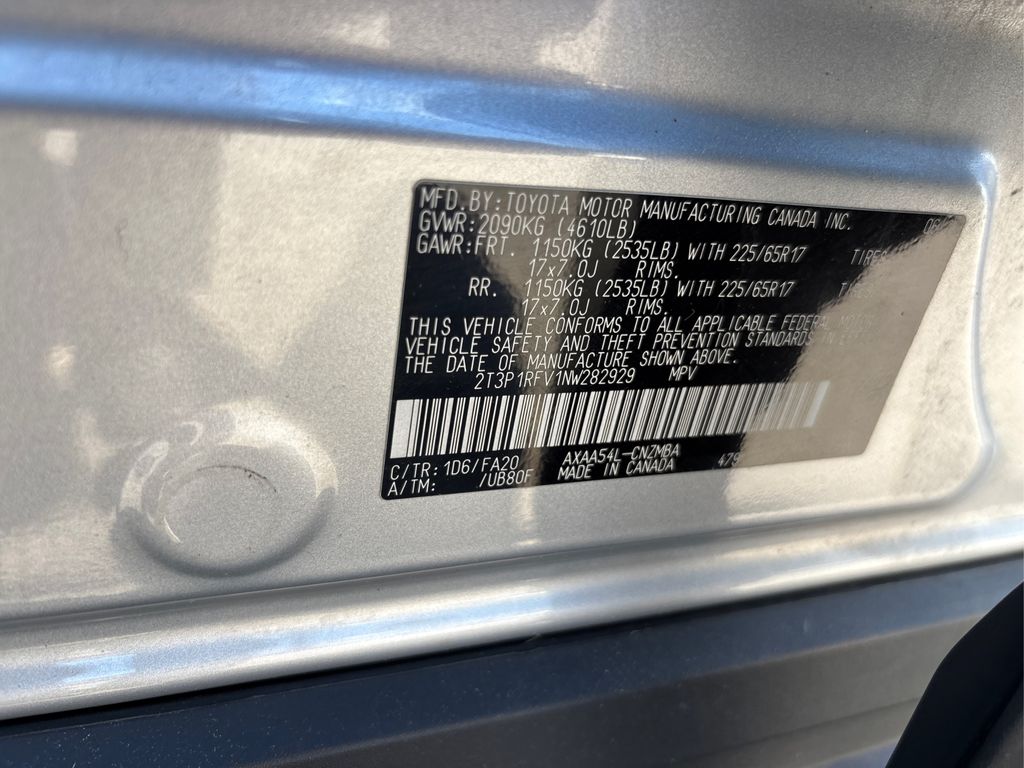 MFD.BY:TOYOTA MOTOR MANUFACTURING CANADA INC.
GVWR:2090KG (4610LB)
GAWR:FRT. 1150KG (2535LB) WITH 225/65R17 TIRES
17x7.0J RIMS.
RR. 1150KG (2535LB) WITH 225/65R17
17x7.0J RIMS.
THIS VEHICLE CONFORMS TO ALL APPLICABLE FEDERAL
VEHICLE SAFETY AND THEFT PREVENTION STANDARDS IN
THE DATE OF MANUFACTURE SHOWN ABOVE.
2T3P1RFV1NW282929 MPV
C/TR:1D6/FA20 AXAA54L-CNZMBA
A/TM: /UB80F MADE IN CANADA